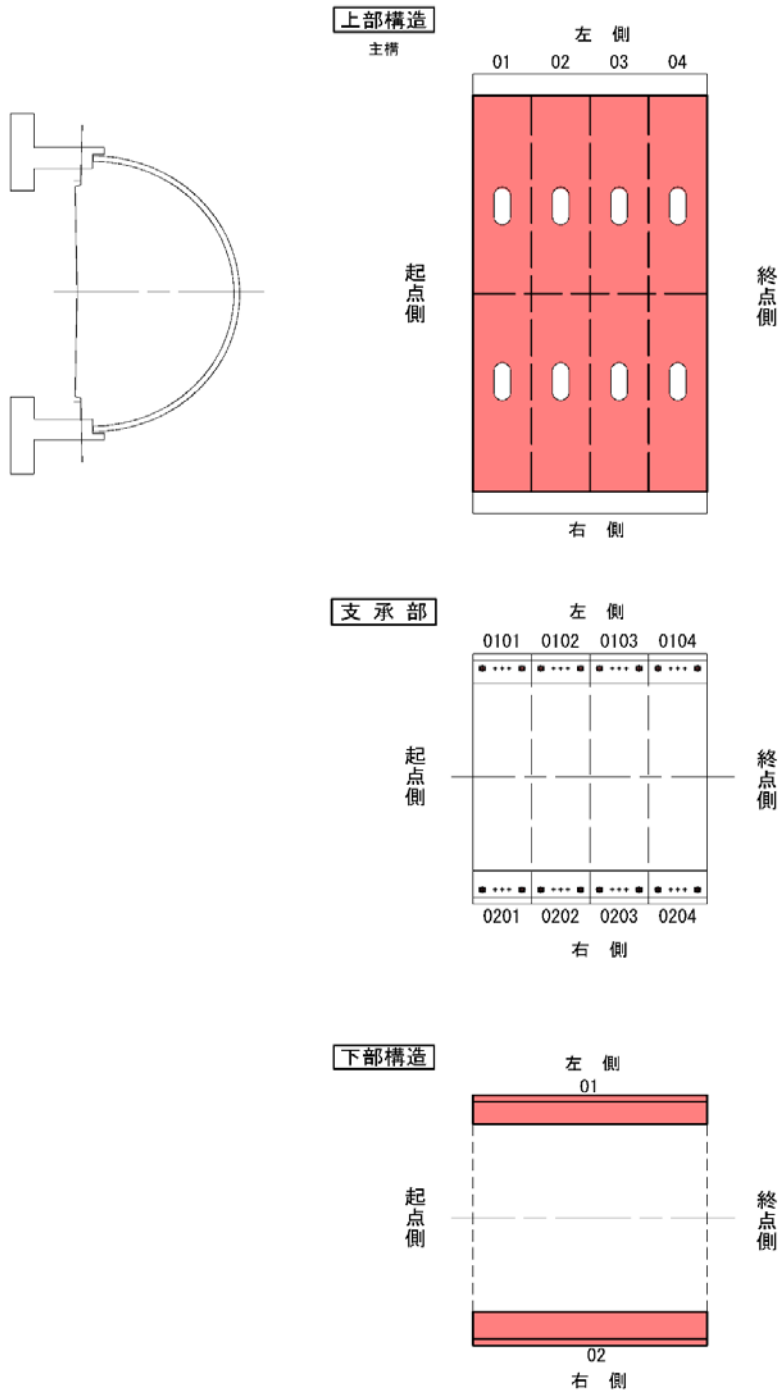 上部構造
主構
左 側
01 02 03 04
起点側
終点側
右 側
支 承 部
左 側
0101 0102 0103 0104
起点側
終点側
0201 0202 0203 0204
右 側
下部構造
左 側
01
起点側
終点側
02
右 側